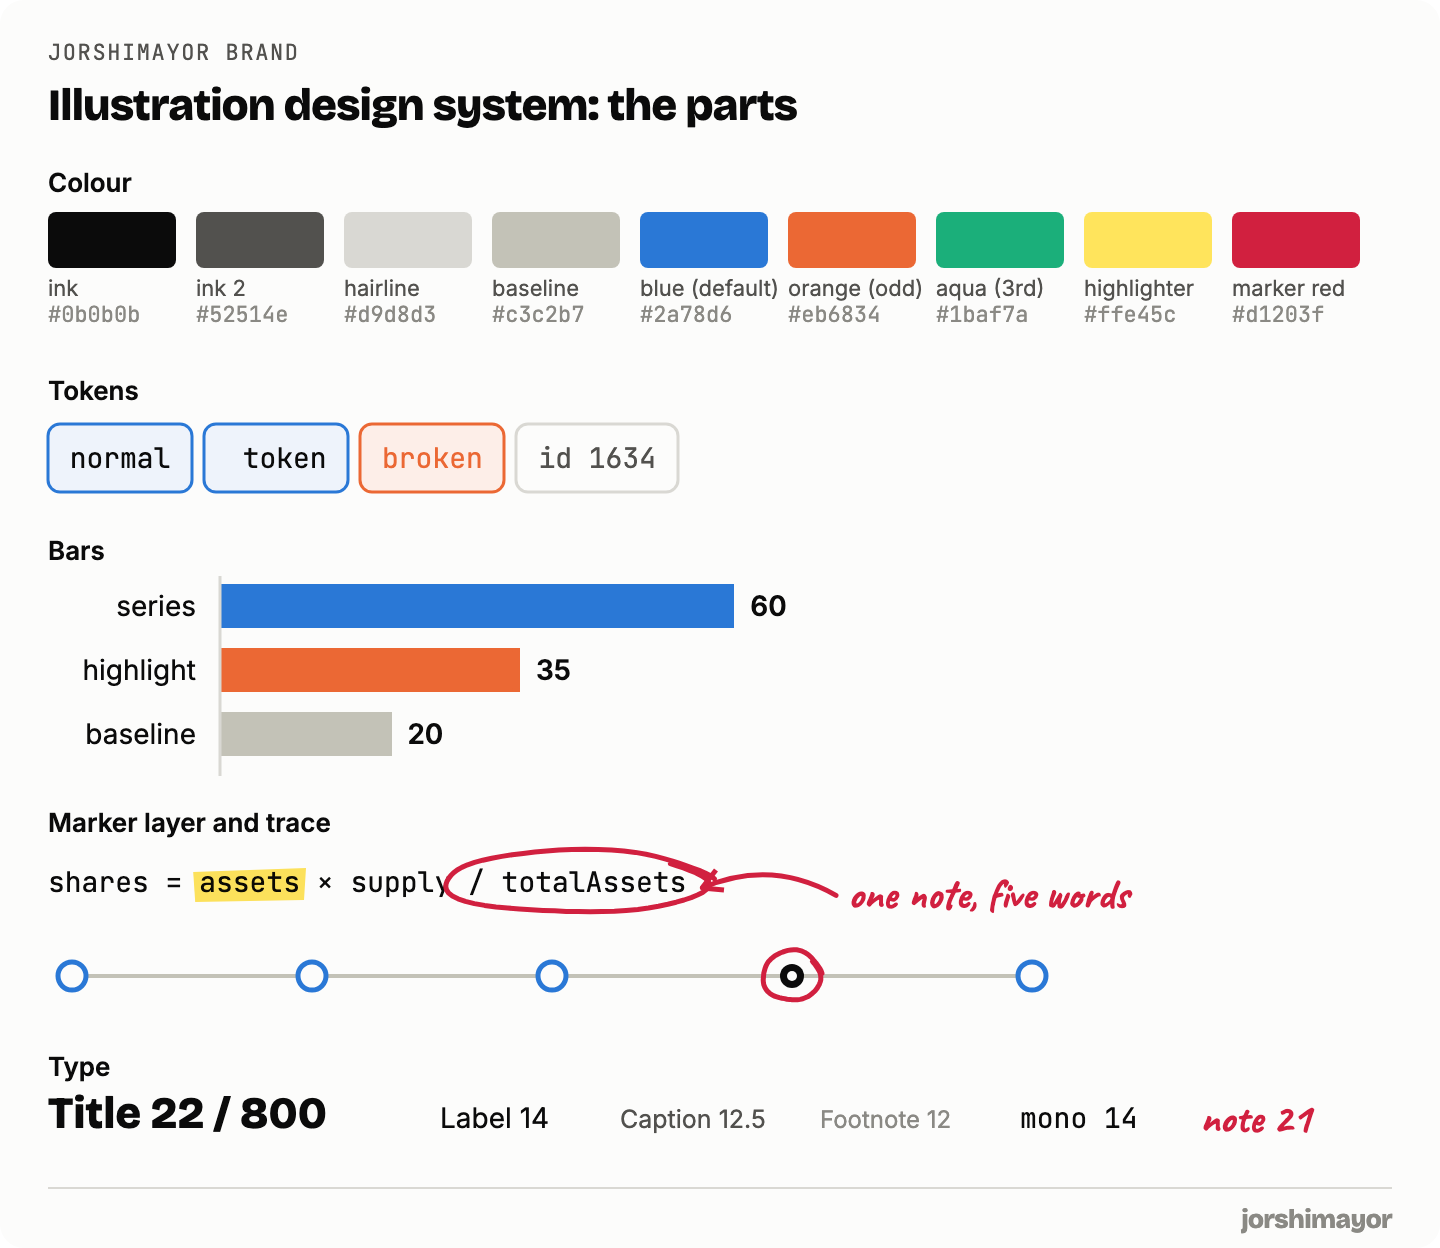 JORSHIMAYOR BRAND
Illustration design system: the parts
Colour
ink
#0b0b0b
ink 2
#52514e
hairline
#d9d8d3
baseline
#c3c2b7
blue (default)
#2a78d6
orange (odd)
#eb6834
aqua (3rd)
#1baf7a
highlighter
#ffe45c
marker red
#d1203f
Tokens
normal
token
broken
id 1634
Bars
series 60
highlight 35
baseline 20
Marker layer and trace
shares = assets × supply / totalAssets
one note, five words
Type
Title 22 / 800
Label 14
Caption 12.5
Footnote 12
mono 14
note 21
jorshimayor